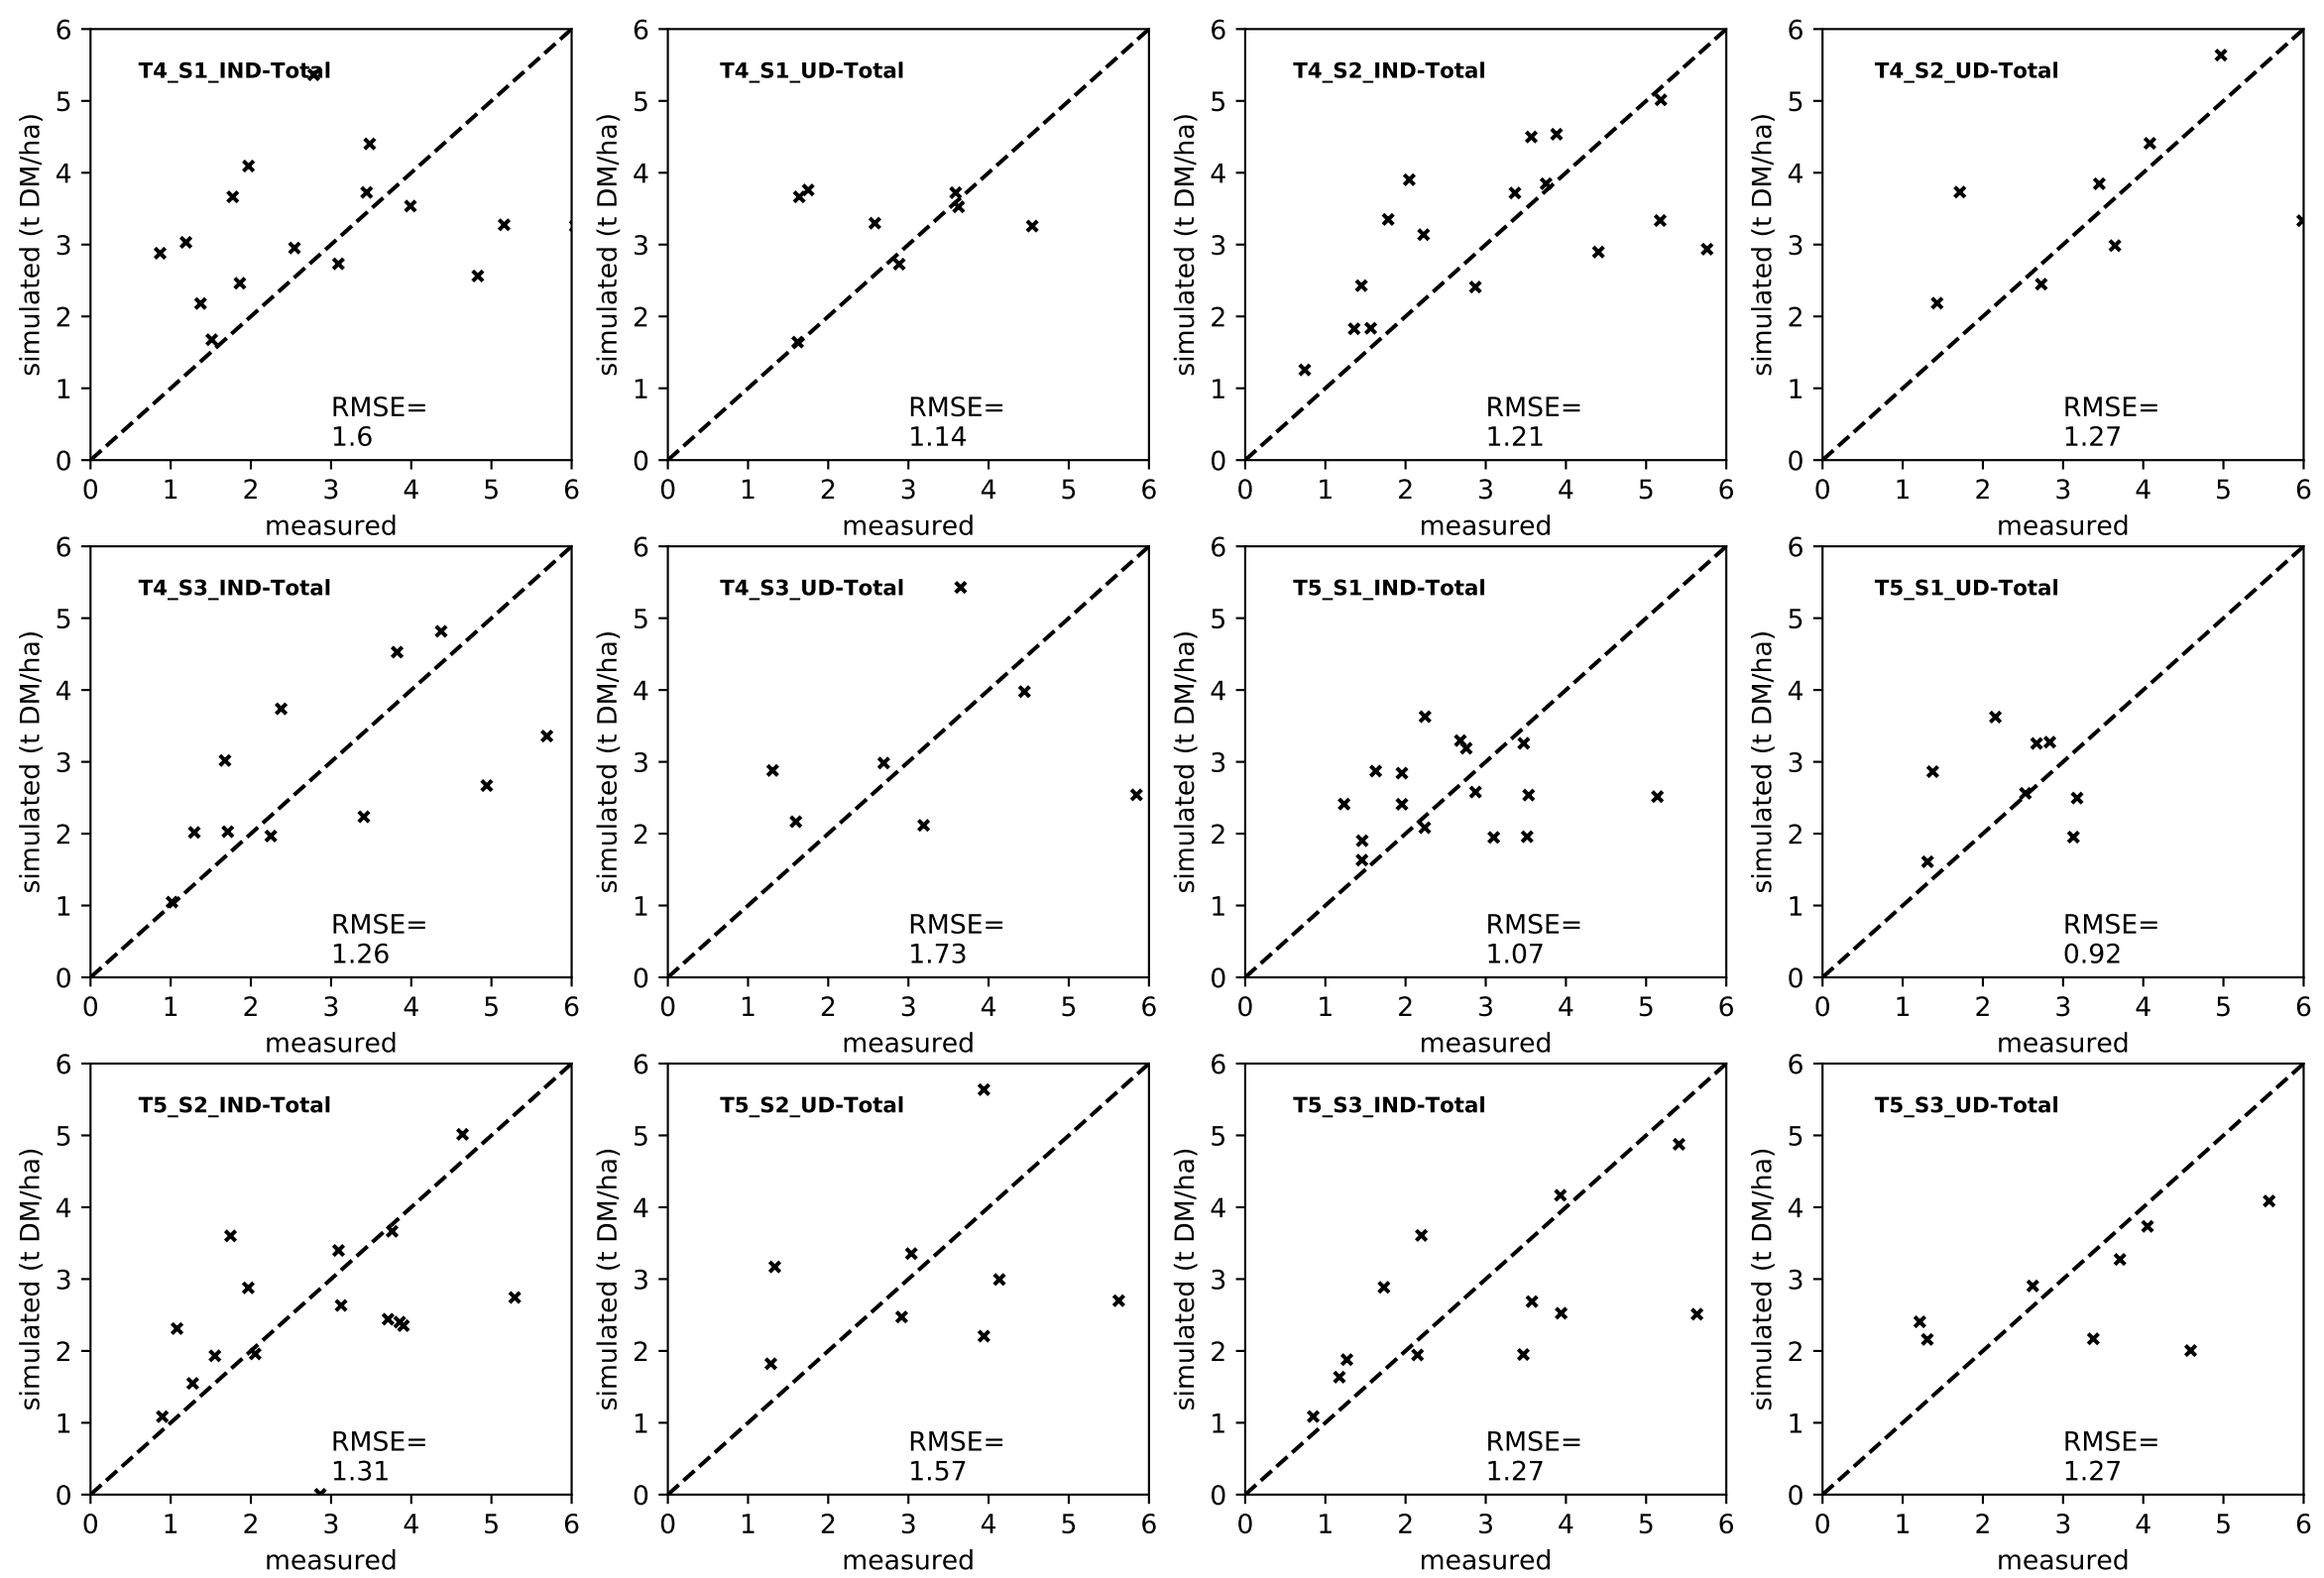 T4_S1_IND-Total
simulated (t DM/ha)
6
5
4
3
2
1
0
RMSE=
1.6
0 1 2 3 4 5 6
measured
T4_S1_UD-Total
simulated (t DM/ha)
6
5
4
3
2
1
0
RMSE=
1.14
0 1 2 3 4 5 6
measured
T4_S2_IND-Total
simulated (t DM/ha)
6
5
4
3
2
1
0
RMSE=
1.21
0 1 2 3 4 5 6
measured
T4_S2_UD-Total
simulated (t DM/ha)
6
5
4
3
2
1
0
RMSE=
1.27
0 1 2 3 4 5 6
measured
T4_S3_IND-Total
simulated (t DM/ha)
6
5
4
3
2
1
0
RMSE=
1.26
0 1 2 3 4 5 6
measured
T4_S3_UD-Total
simulated (t DM/ha)
6
5
4
3
2
1
0
RMSE=
1.73
0 1 2 3 4 5 6
measured
T5_S1_IND-Total
simulated (t DM/ha)
6
5
4
3
2
1
0
RMSE=
1.07
0 1 2 3 4 5 6
measured
T5_S1_UD-Total
simulated (t DM/ha)
6
5
4
3
2
1
0
RMSE=
0.92
0 1 2 3 4 5 6
measured
T5_S2_IND-Total
simulated (t DM/ha)
6
5
4
3
2
1
0
RMSE=
1.31
0 1 2 3 4 5 6
measured
T5_S2_UD-Total
simulated (t DM/ha)
6
5
4
3
2
1
0
RMSE=
1.57
0 1 2 3 4 5 6
measured
T5_S3_IND-Total
simulated (t DM/ha)
6
5
4
3
2
1
0
RMSE=
1.27
0 1 2 3 4 5 6
measured
T5_S3_UD-Total
simulated (t DM/ha)
6
5
4
3
2
1
0
RMSE=
1.27
0 1 2 3 4 5 6
measured